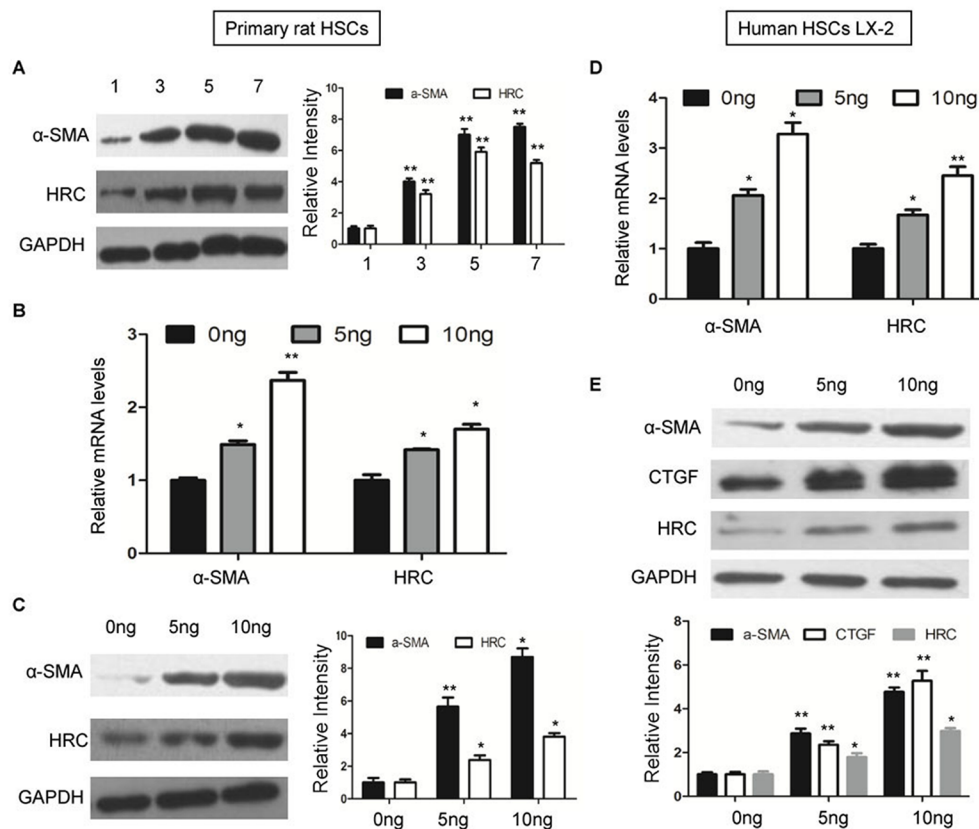 Primary rat HSCs
Human HSCs LX-2
A
1 3 5 7
α-SMA
HRC
GAPDH
a-SMA HRC
Relative Intensity
10
8
6
4
2
0
** ** ** ** ** **
1 3 5 7
B
0ng 5ng 10ng
Relative mRNA levels
3
2
1
0
* ** * *
α-SMA HRC
C
0ng 5ng 10ng
α-SMA
HRC
GAPDH
a-SMA HRC
Relative Intensity
10
8
6
4
2
0
** * * *
0ng 5ng 10ng
D
0ng 5ng 10ng
Relative mRNA levels
4
3
2
1
0
* * * **
α-SMA HRC
E
0ng 5ng 10ng
α-SMA
CTGF
HRC
GAPDH
a-SMA CTGF HRC
Relative Intensity
8
6
4
2
0
** ** * ** ** *
0ng 5ng 10ng